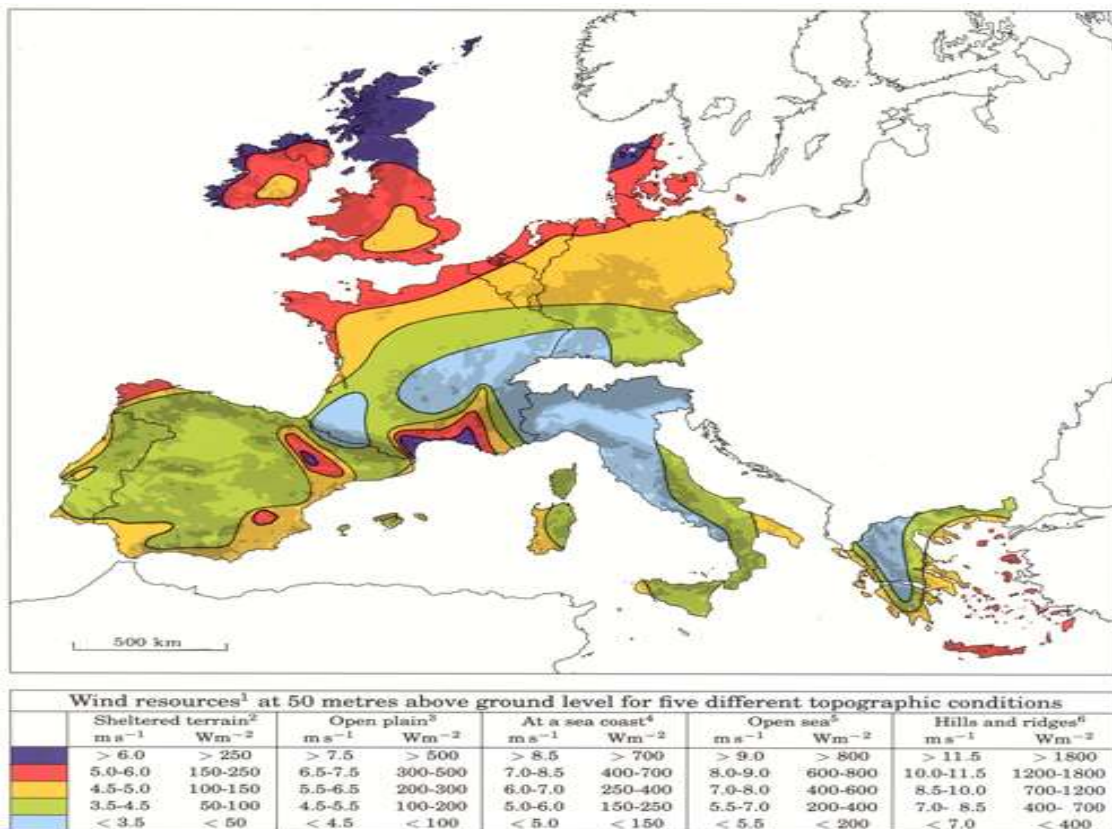 500 km
Wind resources¹ at 50 metres above ground level for five different topographic conditions
Sheltered terrain² Open plain³ At a sea coast⁴ Open sea⁵ Hills and ridges⁶
m s⁻¹ Wm⁻² m s⁻¹ Wm⁻² m s⁻¹ Wm⁻² m s⁻¹ Wm⁻² m s⁻¹ Wm⁻²
> 6.0 > 250 > 7.5 > 500 > 8.5 > 700 > 9.0 > 800 > 11.5 > 1800
5.0-6.0 150-250 6.5-7.5 300-500 7.0-8.5 400-700 8.0-9.0 600-800 10.0-11.5 1200-1800
4.5-5.0 100-150 5.5-6.5 200-300 6.0-7.0 250-400 7.0-8.0 400-600 8.5-10.0 700-1200
3.5-4.5 50-100 4.5-5.5 100-200 5.0-6.0 150-250 5.5-7.0 200-400 7.0- 8.5 400- 700
< 3.5 < 50 < 4.5 < 100 < 5.0 < 150 < 5.5 < 200 < 7.0 < 400